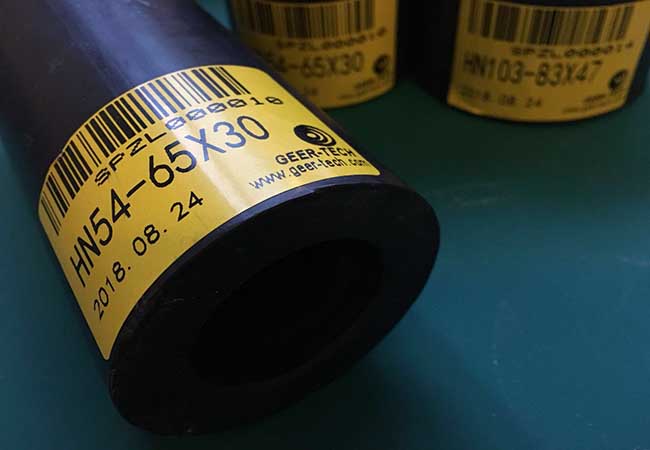 SPZL000010
HN54-65X30
2018. 08. 24
GEER-TECH
www.geer-tech.com
SPZL000010
54-65X30
SPZL000014
HN103-83X47
2018.08.24